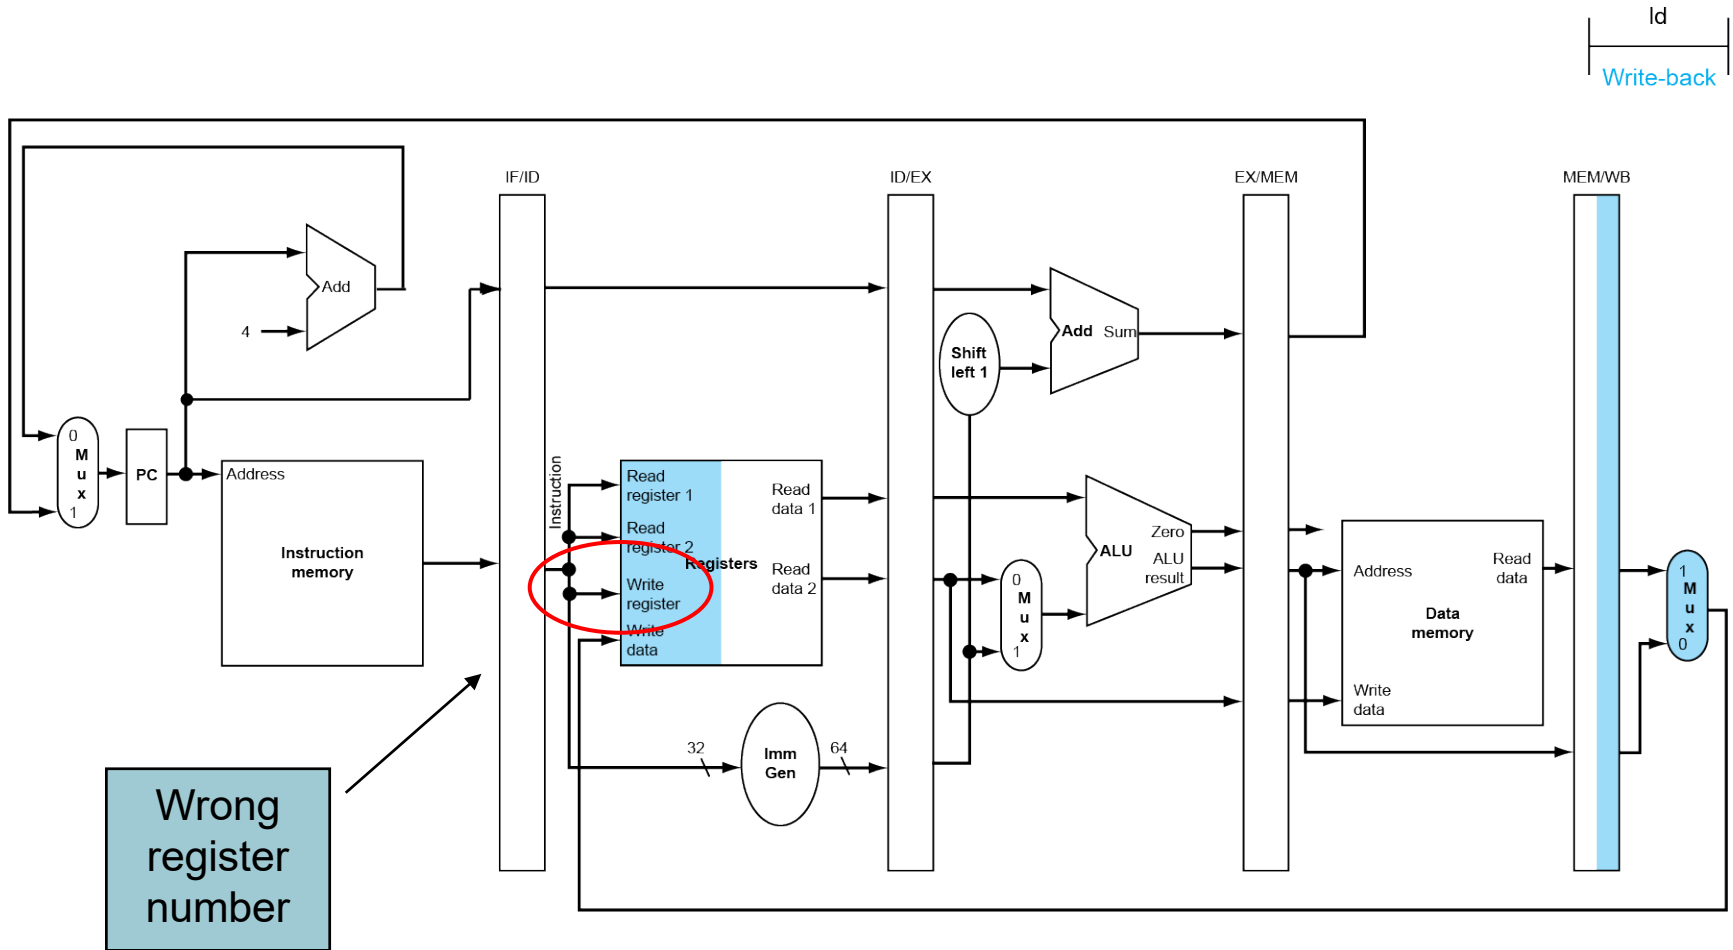 ld
Write-back
IF/ID
ID/EX
EX/MEM
MEM/WB
Add
4
Add Sum
Shift
left 1
0
M
u
x
1
PC
Address
Instruction
memory
Instruction
Read
register 1
Read
register 2
Registers
Write
register
Write
data
Read
data 1
Read
data 2
0
M
u
x
1
Zero
ALU
ALU
result
Address
Read
data
Data
memory
Write
data
1
M
u
x
0
32
Imm
Gen
64
Wrong
register
number